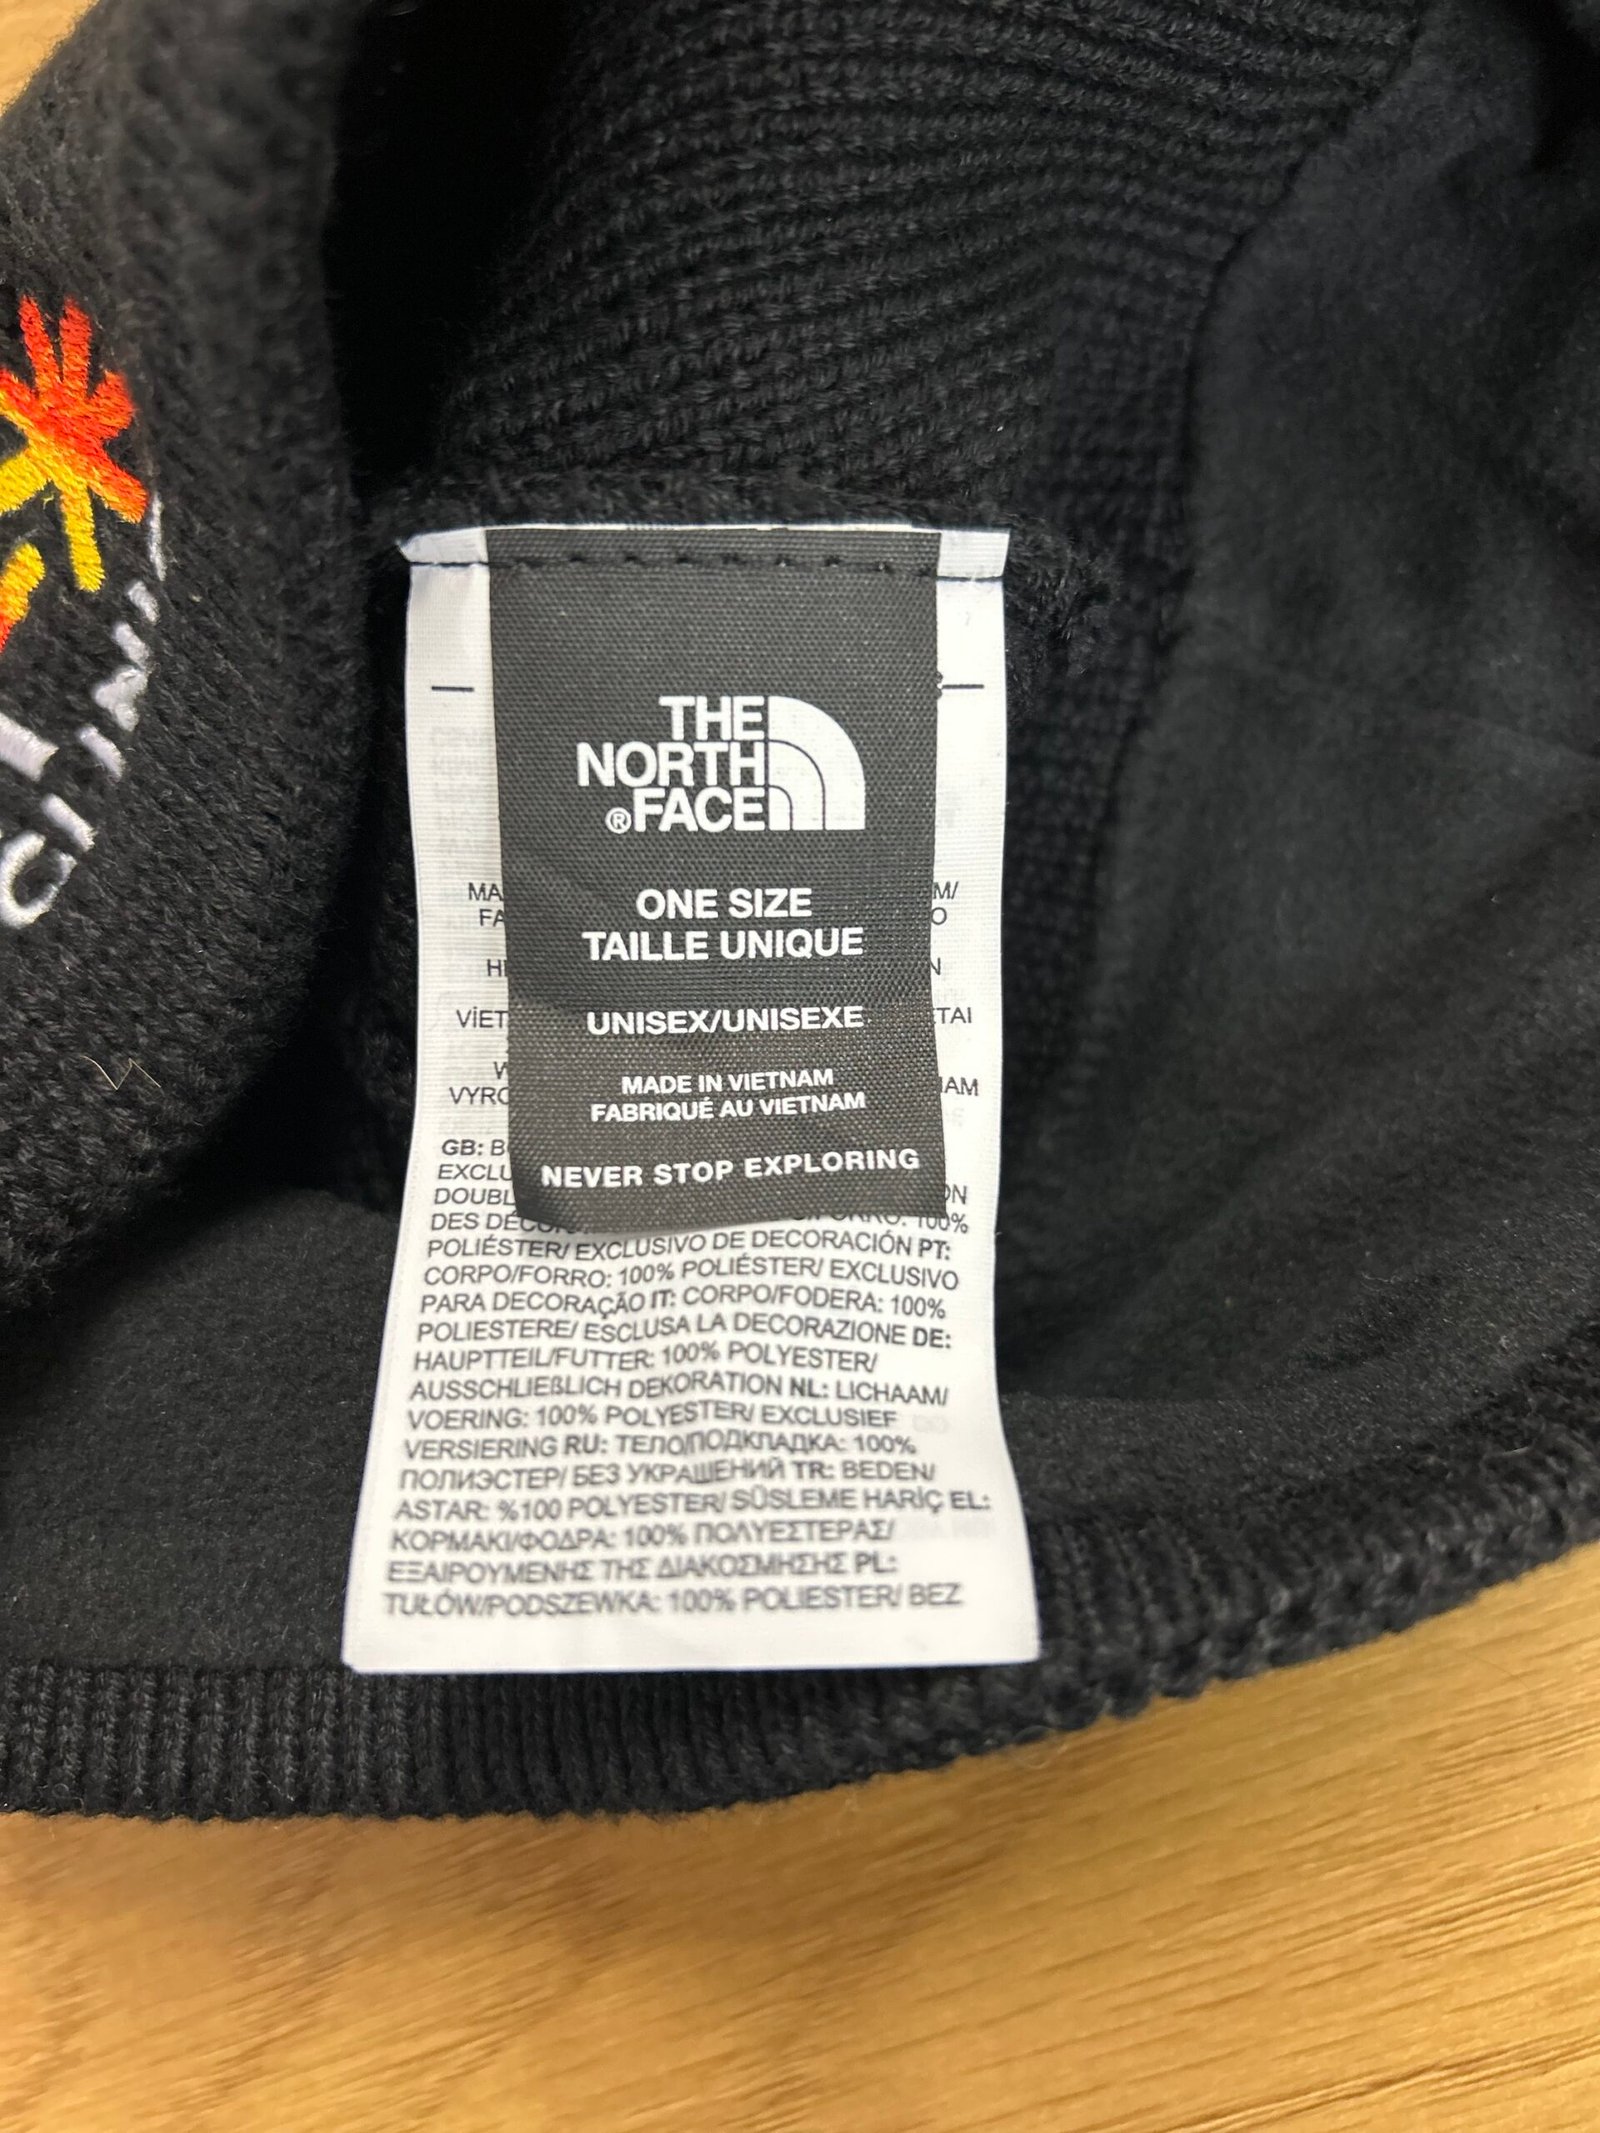 THE
NORTH
®FACE
ONE SIZE
TAILLE UNIQUE
UNISEX/UNISEXE
MADE IN VIETNAM
FABRIQUÉ AU VIETNAM
NEVER STOP EXPLORING
GB:
DES
100%
POLIÉSTER/ EXCLUSIVO DE DECORACIÓN PT:
CORPO/FORRO: 100% POLIÉSTER/ EXCLUSIVO
PARA DECORAÇÃO IT: CORPO/FODERA: 100%
POLIESTERE/ ESCLUSA LA DECORAZIONE DE:
HAUPTTEIL/FUTTER: 100% POLYESTER/
AUSSCHLIEßLICH DEKORATION NL: LICHAAM/
VOERING: 100% POLYESTER/ EXCLUSIEF
VERSIERING RU: ТЕЛО/ПОДКЛАДКА: 100%
ПОЛИЭСТЕР/ БЕЗ УКРАШЕНИЙ TR: BEDEN/
ASTAR: %100 POLYESTER/ SÜSLEME HARİÇ EL:
ΚΟΡΜΑΚΙ/ΦΟΔΡΑ: 100% ΠΟΛΥΕΣΤΕΡΑΣ/
ΕΞΑΙΡΟΥΜΕΝΗΣ ΤΗΣ ΔΙΑΚΟΣΜΗΣΗΣ PL:
TUŁÓW/PODSZEWKA: 100% POLIESTER/ BEZ